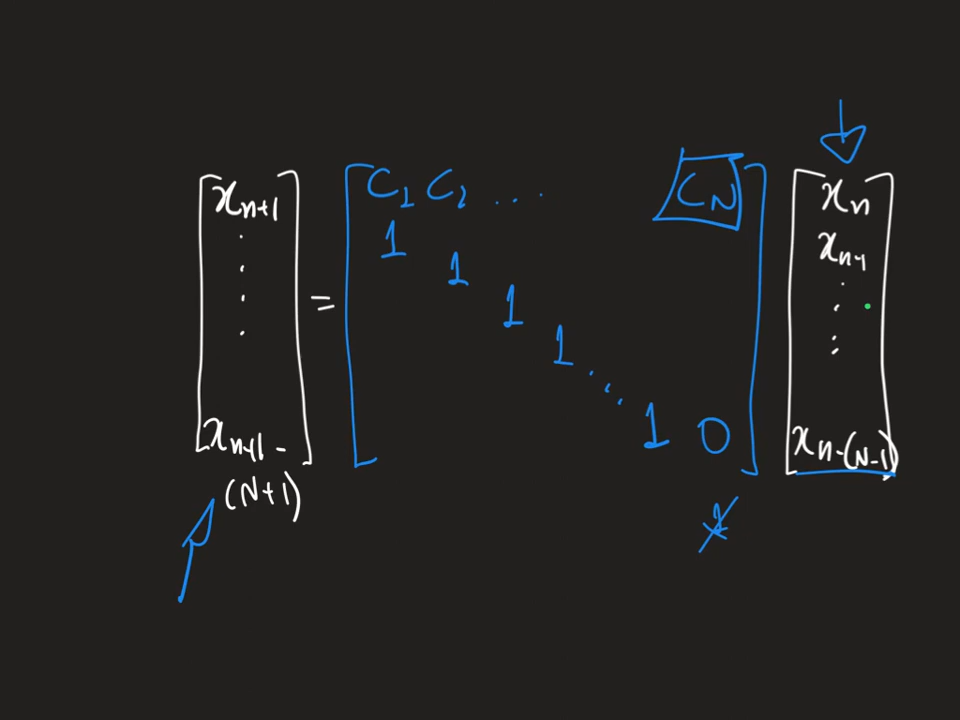 x_{n+1} C_1 C_2 ... C_N x_n
1 x_{n-1}
. 1 .
. = 1 .
. 1 :
x_{n+1- ⋱ 1 0 x_{n-(N-1)}
(N+1)
1